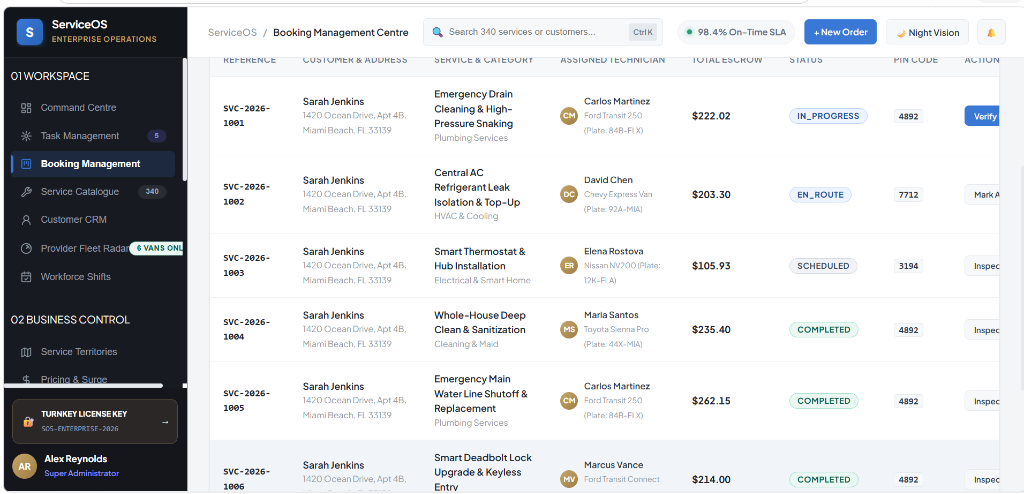 S
ServiceOS
ENTERPRISE OPERATIONS
01 WORKSPACE
Command Centre
Task Management 5
Booking Management
Service Catalogue 340
Customer CRM
Provider Fleet Radar 6 VANS ONL
Workforce Shifts
02 BUSINESS CONTROL
Service Territories
Pricing & Surge
TURNKEY LICENSE KEY →
SOS-ENTERPRISE-2026
AR
Alex Reynolds
Super Administrator
ServiceOS / Booking Management Centre
Search 340 services or customers... Ctrl K
98.4% On-Time SLA
+ New Order
Night Vision
REFERENCE CUSTOMER & ADDRESS SERVICE & CATEGORY ASSIGNED TECHNICIAN TOTAL ESCROW STATUS PIN CODE ACTION
SVC-2026-
1001
Sarah Jenkins
1420 Ocean Drive, Apt 4B,
Miami Beach, FL 33139
Emergency Drain
Cleaning & High-
Pressure Snaking
Plumbing Services
CM
Carlos Martinez
Ford Transit 250
(Plate: 84B-FLX)
$222.02
IN_PROGRESS
4892
Verify
SVC-2026-
1002
Sarah Jenkins
1420 Ocean Drive, Apt 4B,
Miami Beach, FL 33139
Central AC
Refrigerant Leak
Isolation & Top-Up
HVAC & Cooling
DC
David Chen
Chevy Express Van
(Plate: 92A-MIA)
$203.30
EN_ROUTE
7712
Mark A
SVC-2026-
1003
Sarah Jenkins
1420 Ocean Drive, Apt 4B,
Miami Beach, FL 33139
Smart Thermostat &
Hub Installation
Electrical & Smart Home
ER
Elena Rostova
Nissan NV200 (Plate:
12K-FLA)
$105.93
SCHEDULED
3194
Inspec
SVC-2026-
1004
Sarah Jenkins
1420 Ocean Drive, Apt 4B,
Miami Beach, FL 33139
Whole-House Deep
Clean & Sanitization
Cleaning & Maid
MS
Maria Santos
Toyota Sienna Pro
(Plate: 44X-MIA)
$235.40
COMPLETED
4892
Inspec
SVC-2026-
1005
Sarah Jenkins
1420 Ocean Drive, Apt 4B,
Miami Beach, FL 33139
Emergency Main
Water Line Shutoff &
Replacement
Plumbing Services
CM
Carlos Martinez
Ford Transit 250
(Plate: 84B-FLX)
$262.15
COMPLETED
4892
Inspec
SVC-2026-
1006
Sarah Jenkins
1420 Ocean Drive, Apt 4B,
Miami Beach, FL 33139
Smart Deadbolt Lock
Upgrade & Keyless
Entry
MV
Marcus Vance
Ford Transit Connect
$214.00
COMPLETED
4892
Inspec